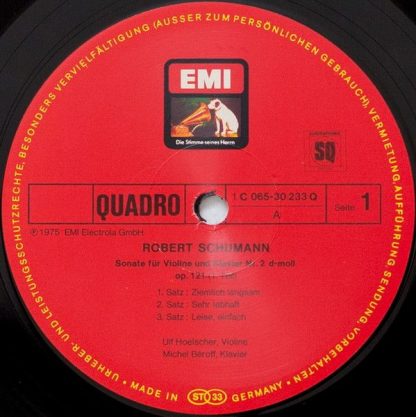 URHEBER- UND LEISTUNGSSCHUTZRECHTE, BESONDERS VERVIELFÄLTIGUNG (AUSSER ZUM PERSÖNLICHEN GEBRAUCH), VERMIETUNG, AUFFÜHRUNG, SENDUNG, VORBEHALTEN
EMI
Die Stimme seines Herrn
SQ
QUADRO
1 C 065-30 233 Q
A
Seite 1
℗ 1975 EMI Electrola GmbH
ROBERT SCHUMANN
Sonate für Violine und Klavier Nr. 2 d-moll
op. 121 (1. Teil)
1. Satz: Ziemlich langsam
2. Satz: Sehr lebhaft
3. Satz: Leise, einfach
Ulf Hoelscher, Violine
Michel Béroff, Klavier
• MADE IN STO 33 GERMANY •